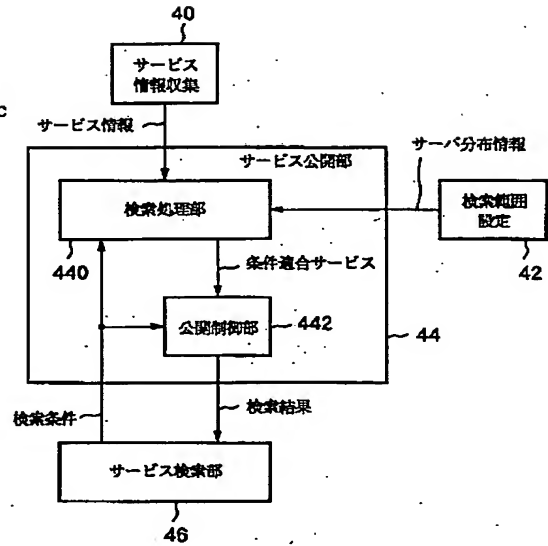 40
サービス
情報収集
c
サービス情報
サービス公開部
サーバ分布情報
検索処理部
検索範囲
設定
440
条件適合サービス
42
公開制御部
442
44
検索条件
検索結果
サービス検索部
46